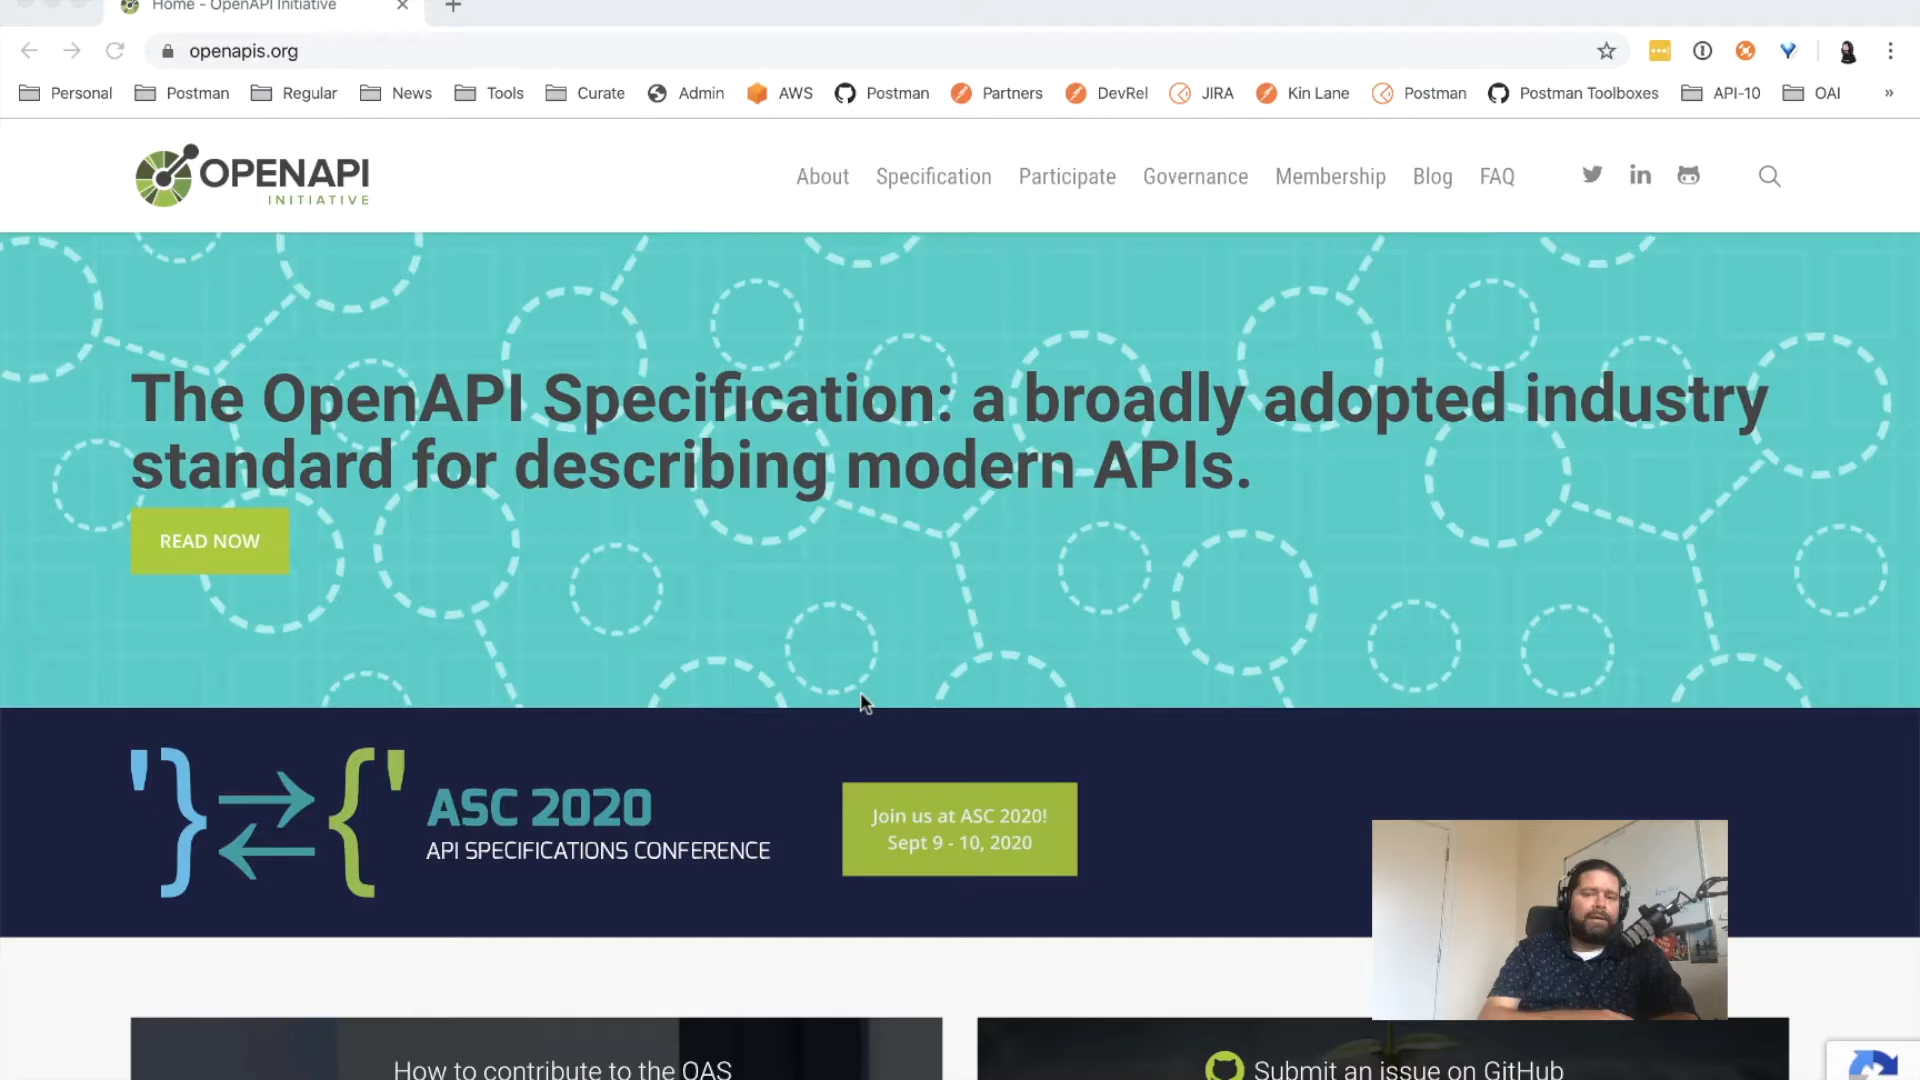 Home - OpenAPI Initiative
openapis.org
Personal Postman Regular News Tools Curate Admin AWS Postman Partners DevRel JIRA Kin Lane Postman Postman Toolboxes API-10 OAI »
OPENAPI
INITIATIVE
About Specification Participate Governance Membership Blog FAQ
The OpenAPI Specification: a broadly adopted industry
standard for describing modern APIs.
READ NOW
'}{'
ASC 2020
API SPECIFICATIONS CONFERENCE
Join us at ASC 2020!
Sept 9 - 10, 2020
How to contribute to the OAS
Submit an issue on GitHub